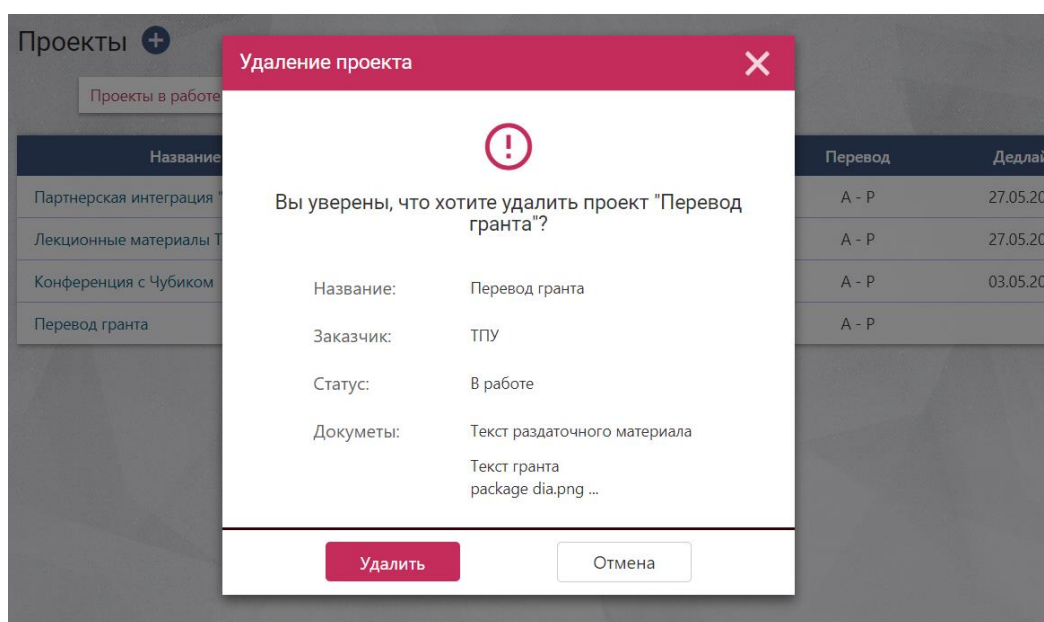 Проекты
Удаление проекта
Проекты в работе
Название
Перевод
Дедлай
Вы уверены, что хотите удалить проект "Перевод
гранта"?
Партнерская интеграция "
A - P
27.05.20
Лекционные материалы Т
A - P
27.05.20
Конференция с Чубиком
A - P
03.05.20
Перевод гранта
A - P
Название:
Перевод гранта
Заказчик:
ТПУ
Статус:
В работе
Докуметы:
Текст раздаточного материала
Текст гранта
package dia.png ...
Удалить
Отмена